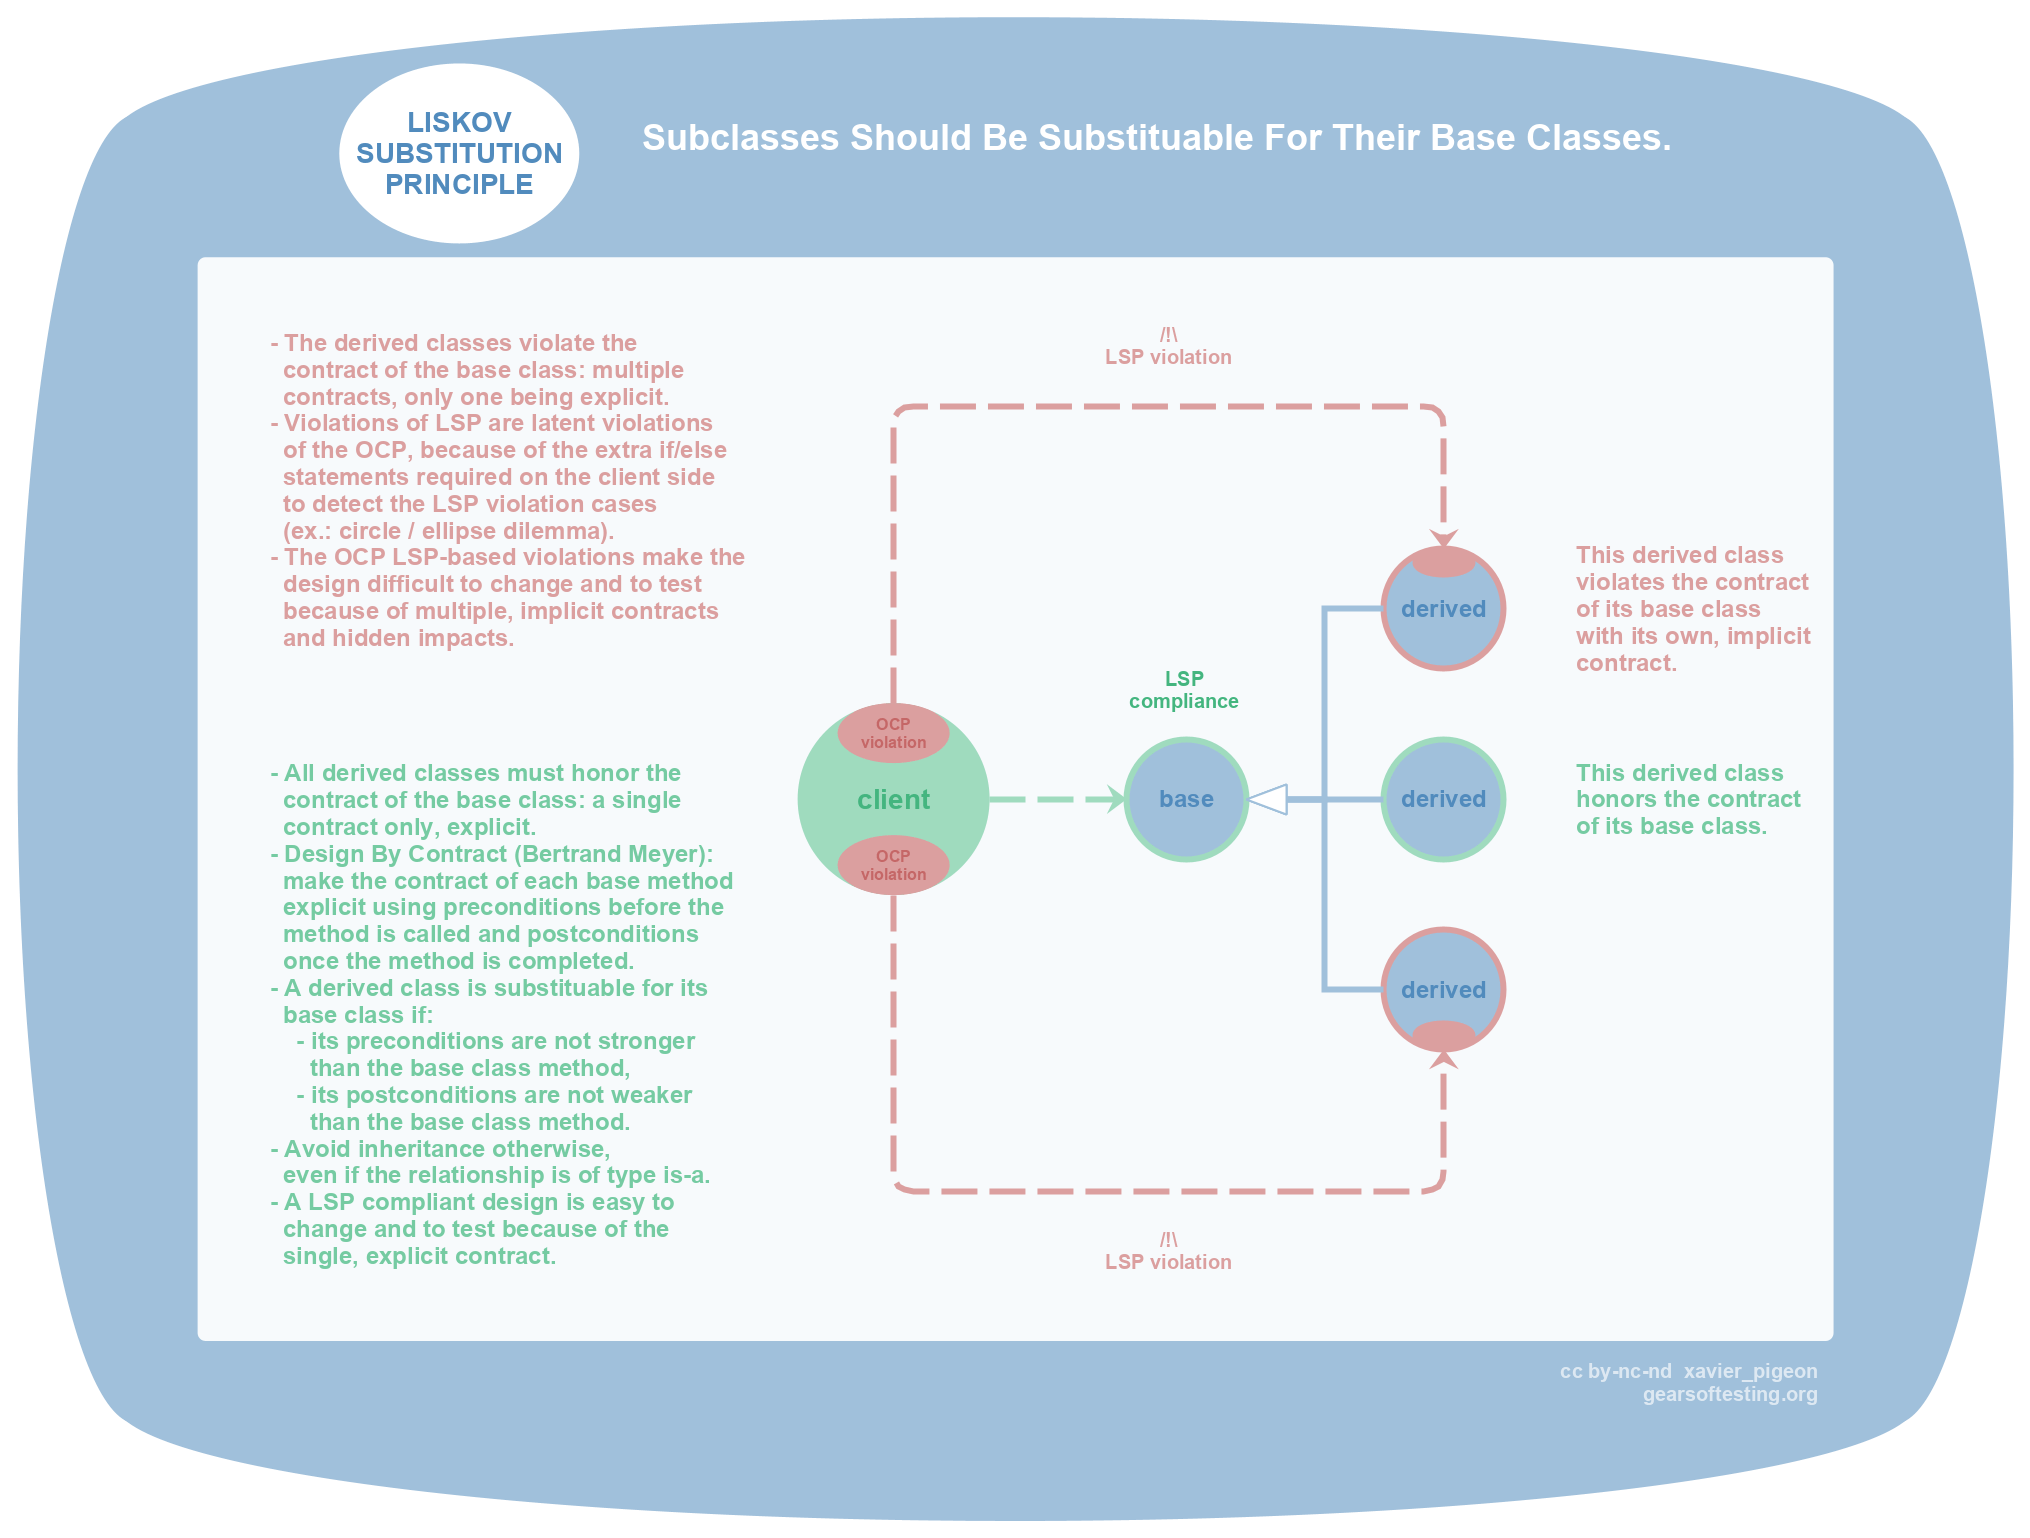 LISKOV
SUBSTITUTION
PRINCIPLE
Subclasses Should Be Substituable For Their Base Classes.
- The derived classes violate the
contract of the base class: multiple
contracts, only one being explicit.
- Violations of LSP are latent violations
of the OCP, because of the extra if/else
statements required on the client side
to detect the LSP violation cases
(ex.: circle / ellipse dilemma).
- The OCP LSP-based violations make the
design difficult to change and to test
because of multiple, implicit contracts
and hidden impacts.
- All derived classes must honor the
contract of the base class: a single
contract only, explicit.
- Design By Contract (Bertrand Meyer):
make the contract of each base method
explicit using preconditions before the
method is called and postconditions
once the method is completed.
- A derived class is substituable for its
base class if:
- its preconditions are not stronger
than the base class method,
- its postconditions are not weaker
than the base class method.
- Avoid inheritance otherwise,
even if the relationship is of type is-a.
- A LSP compliant design is easy to
change and to test because of the
single, explicit contract.
/!\
LSP violation
OCP
violation
client
OCP
violation
LSP
compliance
base
derived
derived
derived
This derived class
violates the contract
of its base class
with its own, implicit
contract.
This derived class
honors the contract
of its base class.
/!\
LSP violation
cc by-nc-nd xavier_pigeon
gearsoftesting.org